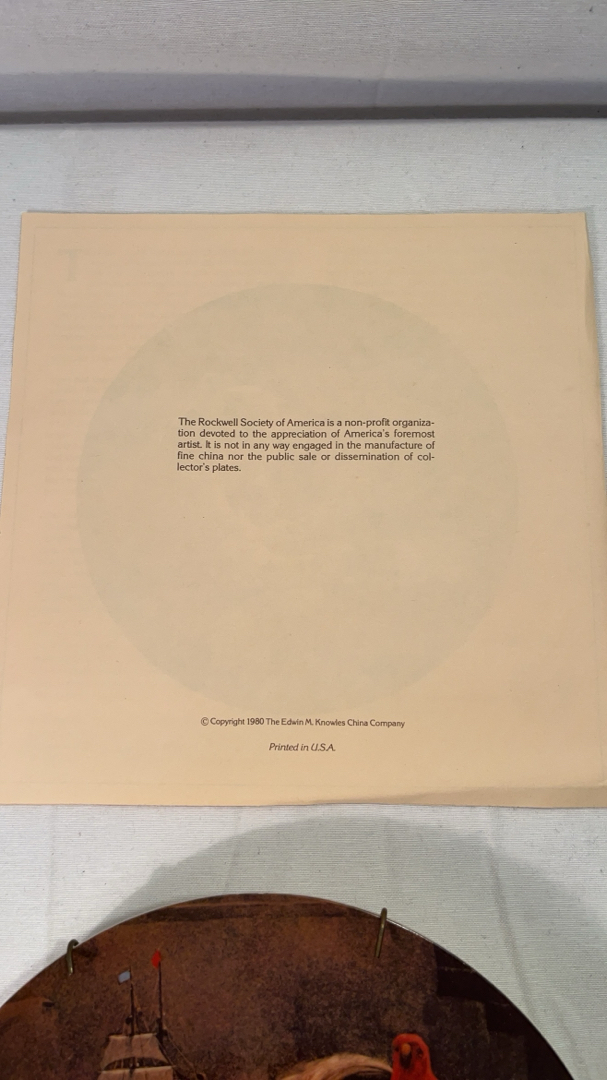 The Rockwell Society of America is a non-profit organiza-
tion devoted to the appreciation of America's foremost
artist. It is not in any way engaged in the manufacture of
fine china nor the public sale or dissemination of col-
lector's plates.
© Copyright 1980 The Edwin M. Knowles China Company
Printed in U.S.A.